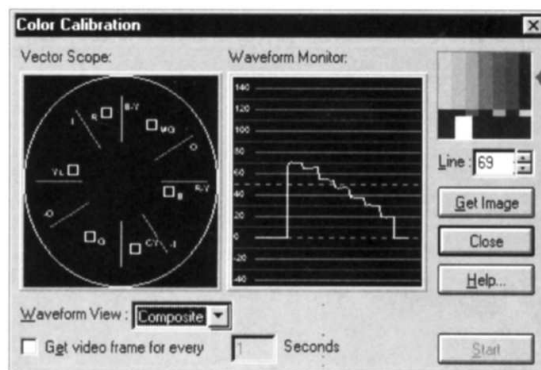 Color Calibration
Vector Scope:
Waveform Monitor:
R
B/Y
MG
I
Q
YL
R/Y
B
-Q
G
CY
-I
140
120
100
80
60
40
20
0
-20
-40
Line: 69
Get Image
Close
Help...
Waveform View: Composite
Get video frame for every 1 Seconds
Start